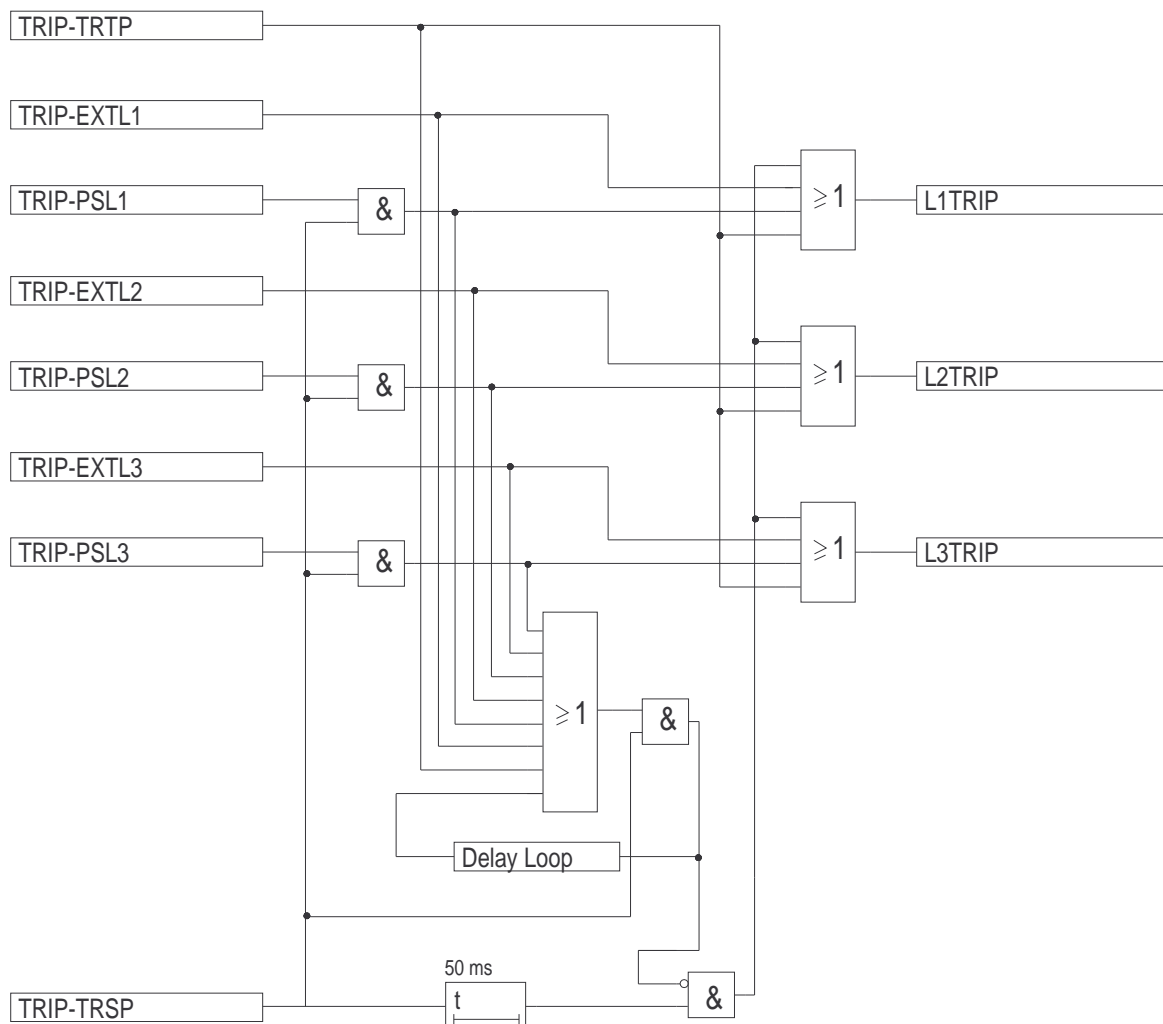 TRIP-TRTP
TRIP-EXTL1
TRIP-PSL1
&
≥1
L1TRIP
TRIP-EXTL2
TRIP-PSL2
&
≥1
L2TRIP
TRIP-EXTL3
TRIP-PSL3
&
≥1
L3TRIP
≥1
&
Delay Loop
50 ms
TRIP-TRSP
t
&